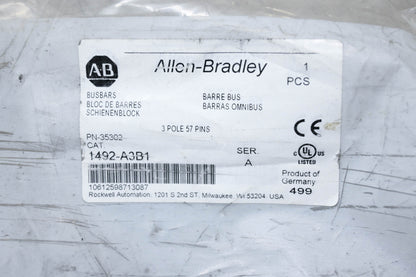 AB
Allen-Bradley
1
PCS
BUSBARS
BLOC DE BARRES
SCHIENENBLOCK
BARRE BUS
BARRAS OMNIBUS
3 POLE 57 PINS
PN-35302
CAT.
1492-A3B1
SER.
A
CE
C UL US
LISTED
10612598713087
Product of
Germany
499
Rockwell Automation: 1201 S 2nd ST, Milwaukee, WI 53204, USA